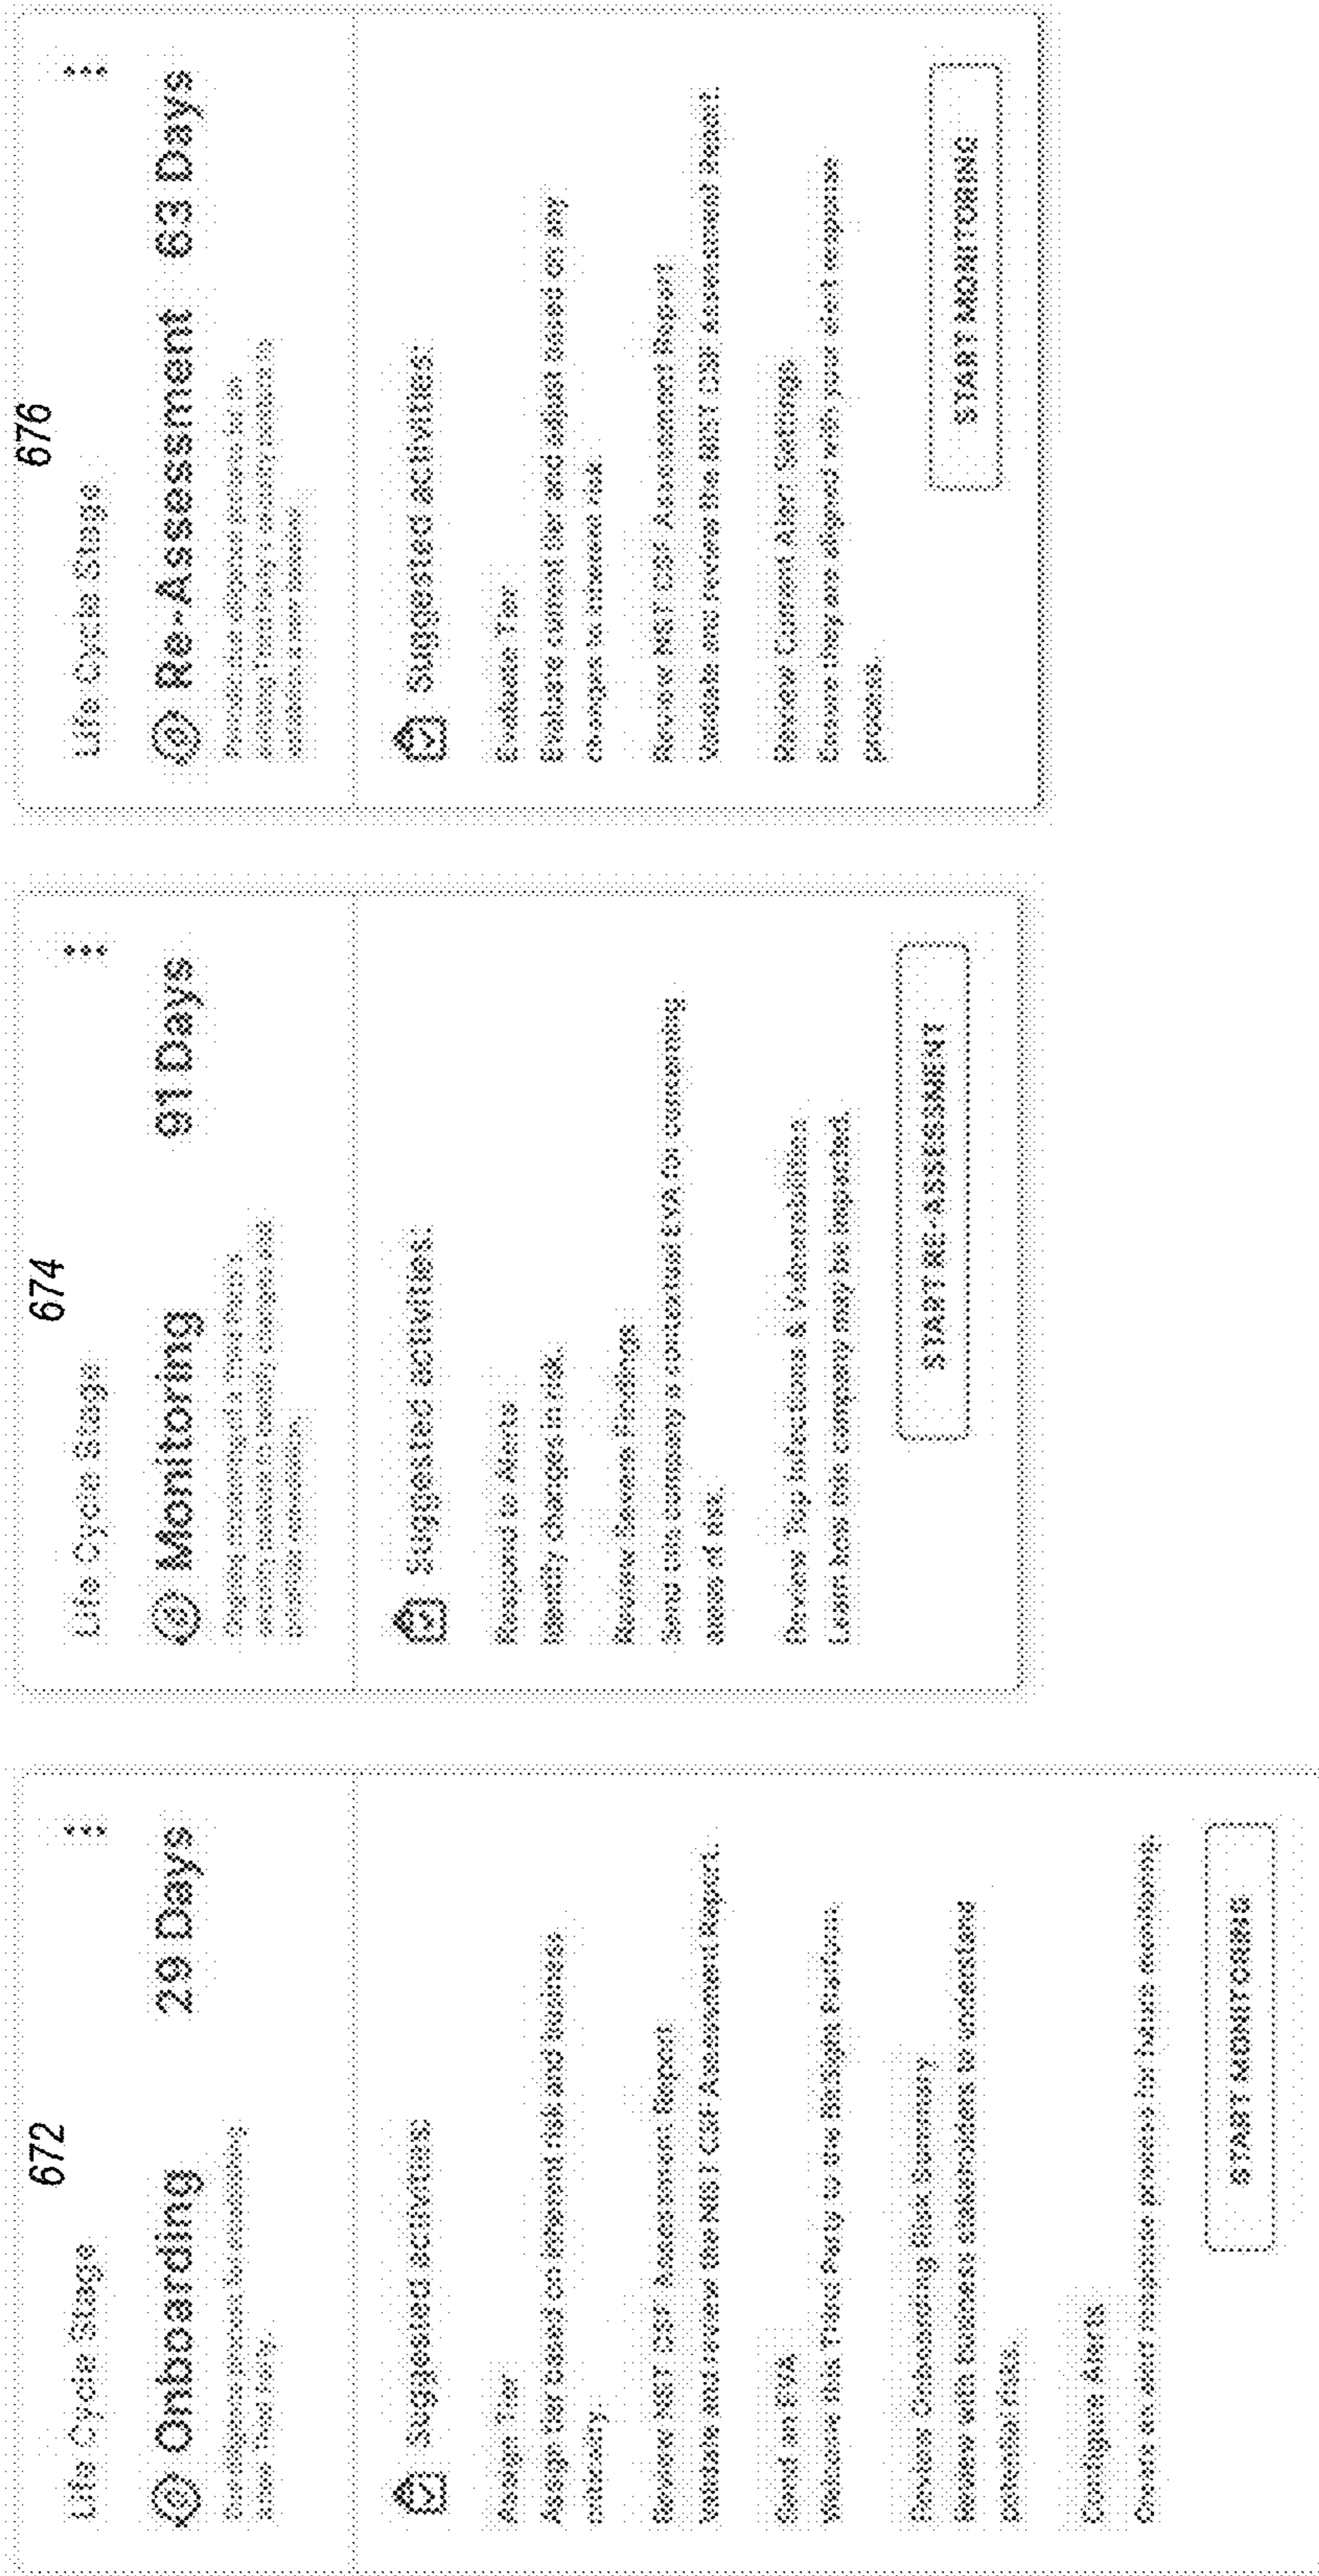 672
Life Cycle Stage
Onboarding 29 Days
Suggested activities:
Assign Tier
Assign tier based on inherent risk and business
criticality.
Review NIST CSF Assessment Report
Validate and review the NIST CSF Assessment Report.
Send an EVA
Welcome this Third Party to the Platform.
Review Onboarding Risk Summary
Review with business stakeholders to understand
potential risks.
Configure Alerts
Create an alert response process for future monitoring.
START MONITORING
674
Life Cycle Stage
Monitoring 91 Days
Suggested activities:
Respond to Alerts
Identify changes in risk.
Review Severe Findings
Send this company a contextual EVA for concerning
areas of risk.
Review Top Infections & Vulnerabilities
Learn how this company may be impacted.
START RE-ASSESSMENT
676
Life Cycle Stage
Re-Assessment 63 Days
Suggested activities:
Evaluate Tier
Evaluate current tier and adjust based on any
changes to inherent risk.
Review NIST CSF Assessment Report
Validate and review the NIST CSF Assessment Report.
Review Current Alert Settings
Ensure they are aligned with your alert response
process.
START MONITORING